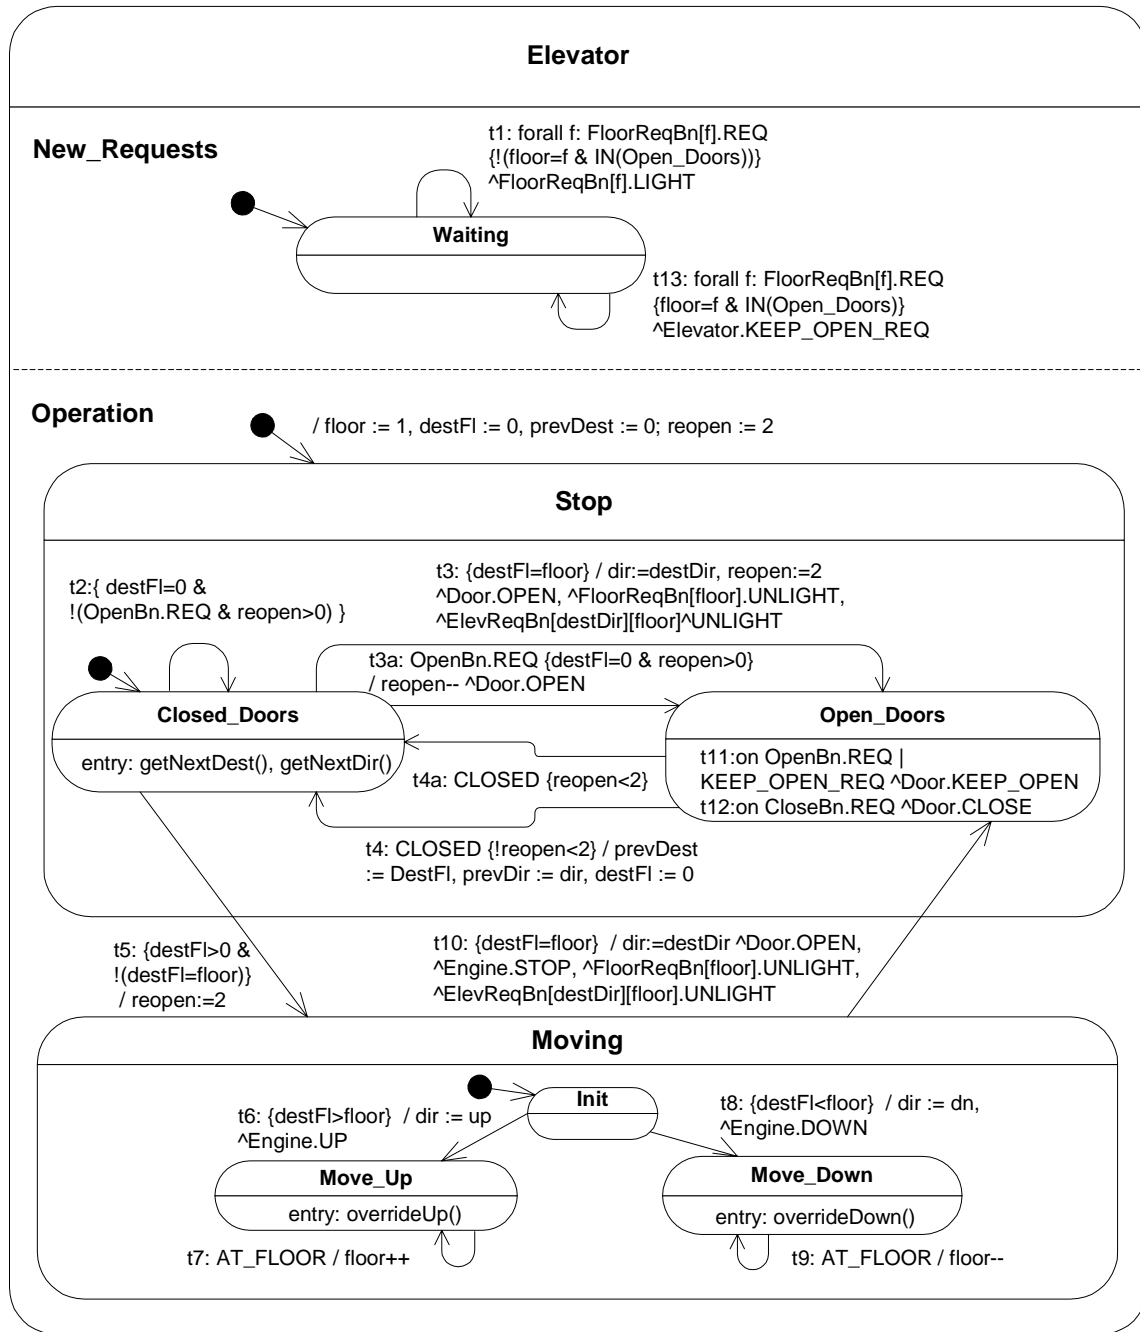 Elevator
New_Requests
t1: forall f: FloorReqBn[f].REQ
{!(floor=f & IN(Open_Doors))}
^FloorReqBn[f].LIGHT
Waiting
t13: forall f: FloorReqBn[f].REQ
{floor=f & IN(Open_Doors)}
^Elevator.KEEP_OPEN_REQ
Operation
/ floor := 1, destFl := 0, prevDest := 0; reopen := 2
Stop
t2:{ destFl=0 &
!(OpenBn.REQ & reopen>0) }
t3: {destFl=floor} / dir:=destDir, reopen:=2
^Door.OPEN, ^FloorReqBn[floor].UNLIGHT,
^ElevReqBn[destDir][floor]^UNLIGHT
t3a: OpenBn.REQ {destFl=0 & reopen>0}
/ reopen-- ^Door.OPEN
Closed_Doors
entry: getNextDest(), getNextDir()
Open_Doors
t11:on OpenBn.REQ |
KEEP_OPEN_REQ ^Door.KEEP_OPEN
t12:on CloseBn.REQ ^Door.CLOSE
t4a: CLOSED {reopen<2}
t4: CLOSED {!reopen<2} / prevDest
:= DestFl, prevDir := dir, destFl := 0
t5: {destFl>0 &
!(destFl=floor)}
/ reopen:=2
t10: {destFl=floor} / dir:=destDir ^Door.OPEN,
^Engine.STOP, ^FloorReqBn[floor].UNLIGHT,
^ElevReqBn[destDir][floor].UNLIGHT
Moving
Init
t6: {destFl>floor} / dir := up
^Engine.UP
t8: {destFl<floor} / dir := dn,
^Engine.DOWN
Move_Up
entry: overrideUp()
Move_Down
entry: overrideDown()
t7: AT_FLOOR / floor++
t9: AT_FLOOR / floor--